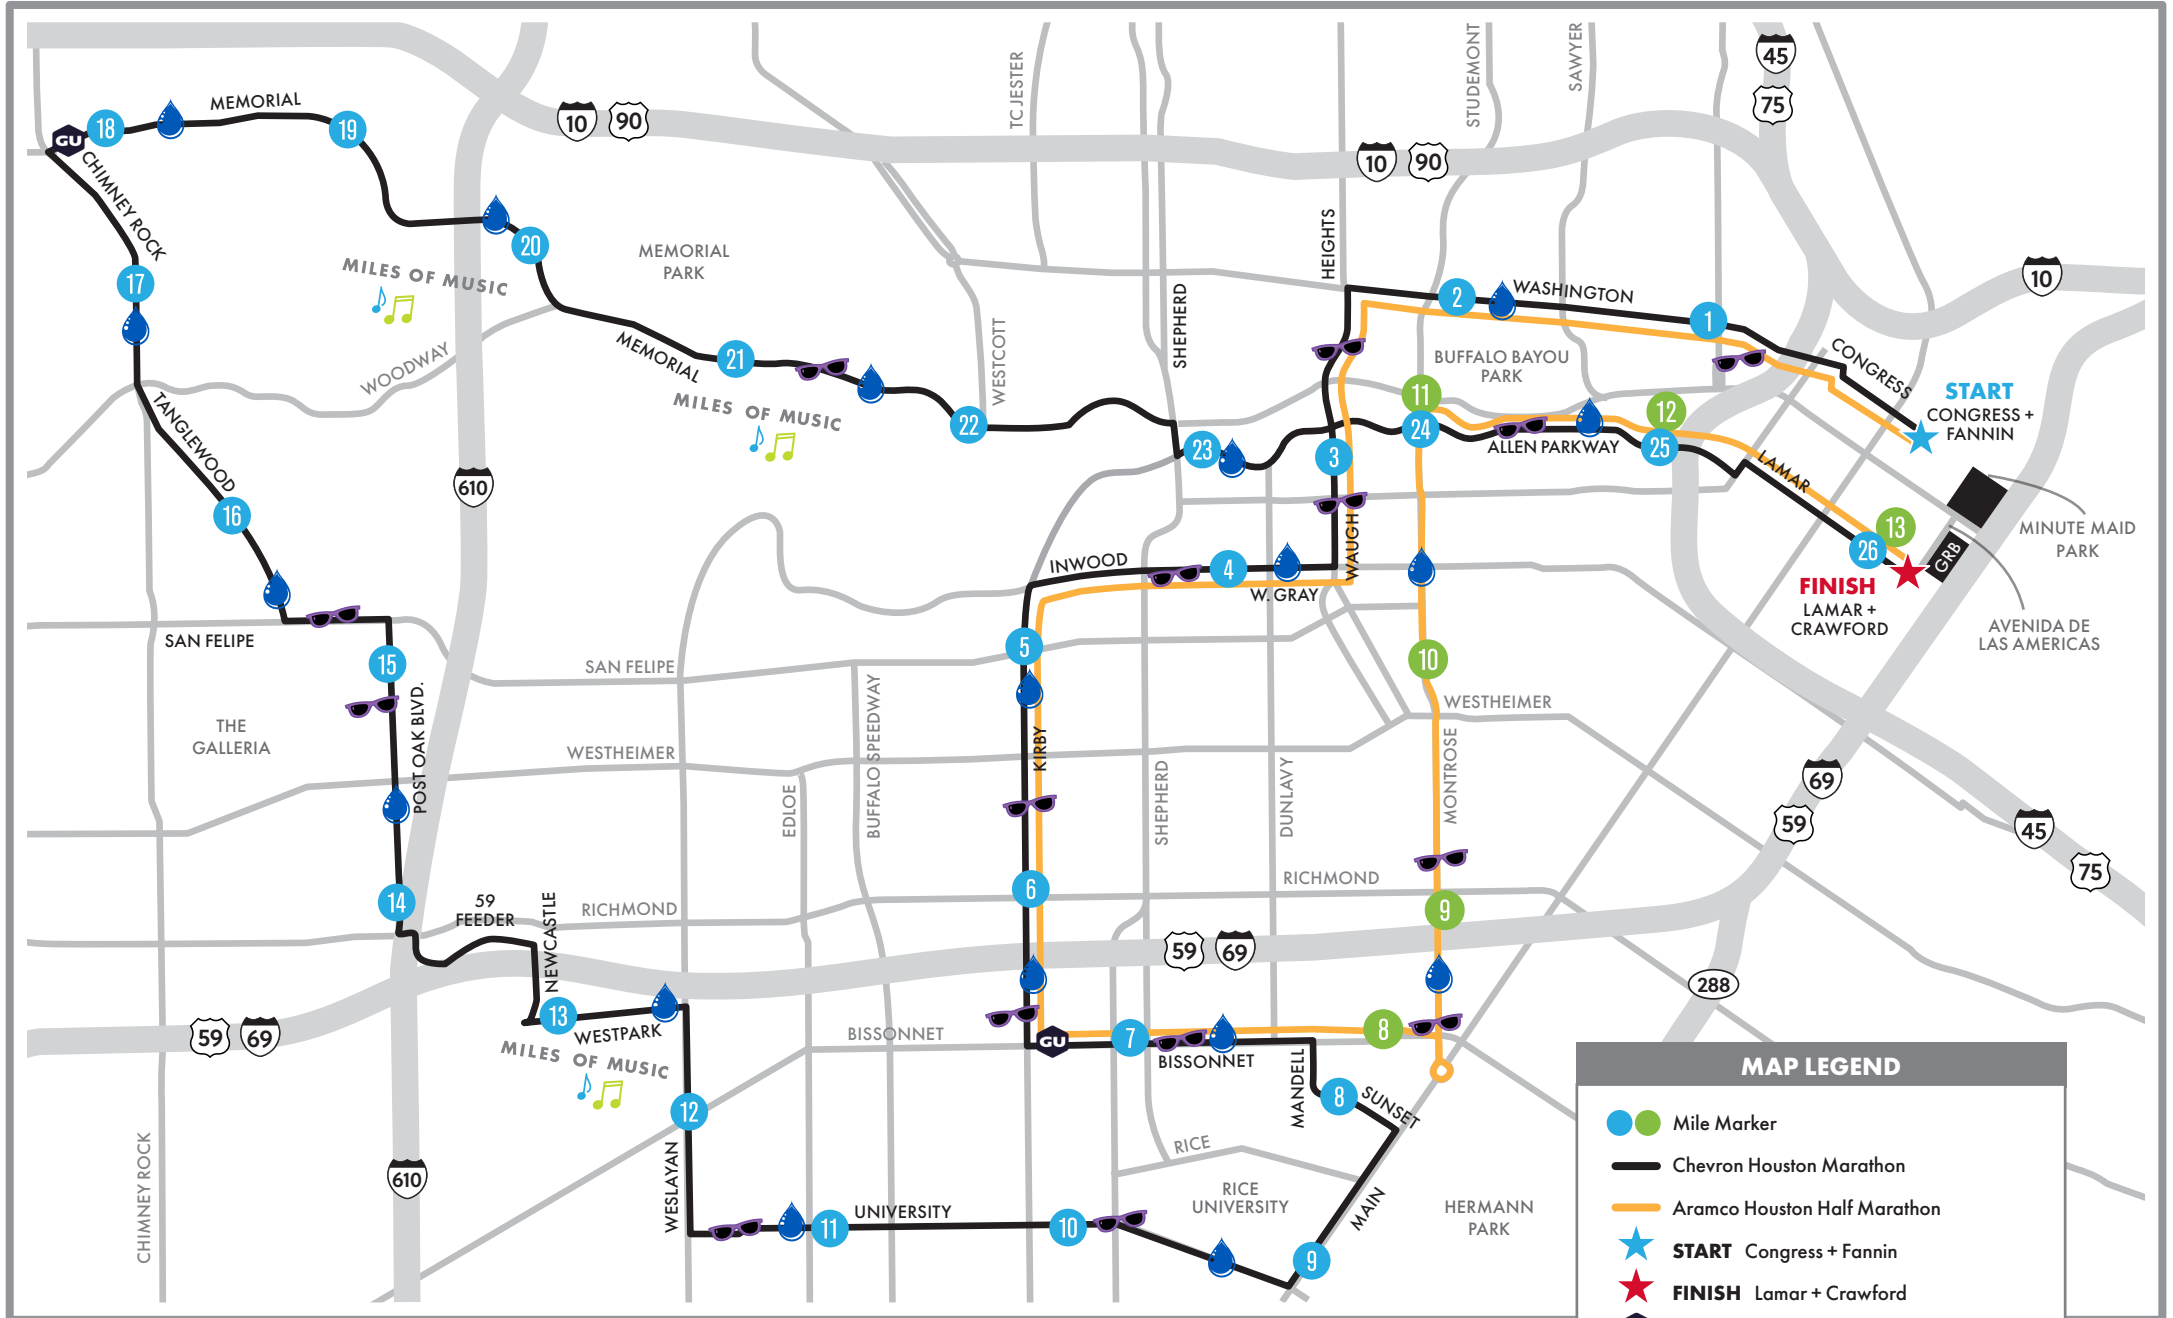 45
75
STUDEMONT
SAWYER
TC JESTER
MEMORIAL
18
19
GU
10
90
10
90
CHIMNEY ROCK
HEIGHTS
20
MEMORIAL
PARK
MILES OF MUSIC
17
10
2
WASHINGTON
1
SHEPHERD
WESTCOTT
WOODWAY
MEMORIAL
21
BUFFALO BAYOU
PARK
CONGRESS
START
CONGRESS +
FANNIN
MILES OF MUSIC
11
12
TANGLEWOOD
22
23
24
3
ALLEN PARKWAY
25
LAMAR
610
16
13
MINUTE MAID
PARK
26
GRB
WAUGH
INWOOD
4
W. GRAY
FINISH
LAMAR +
CRAWFORD
AVENIDA DE
LAS AMERICAS
SAN FELIPE
5
15
SAN FELIPE
10
WESTHEIMER
THE
GALLERIA
POST OAK BLVD.
WESTHEIMER
BUFFALO SPEEDWAY
KIRBY
EDLOE
SHEPHERD
DUNLAVY
MONTROSE
69
59
45
75
14
59
FEEDER
NEWCASTLE
RICHMOND
6
RICHMOND
9
59
69
288
13
WESTPARK
59
69
BISSONNET
GU
7
BISSONNET
8
MILES OF MUSIC
MANDELL
8
SUNSET
12
WESLAYAN
CHIMNEY ROCK
RICE
RICE
UNIVERSITY
MAIN
HERMANN
PARK
610
11
UNIVERSITY
10
9
MAP LEGEND
Mile Marker
Chevron Houston Marathon
Aramco Houston Half Marathon
START Congress + Fannin
FINISH Lamar + Crawford